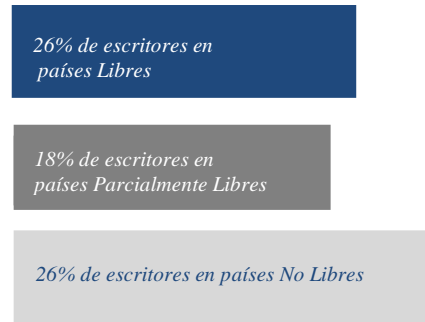 26% de escritores en
países Libres
18% de escritores en
países Parcialmente Libres
26% de escritores en países No Libres